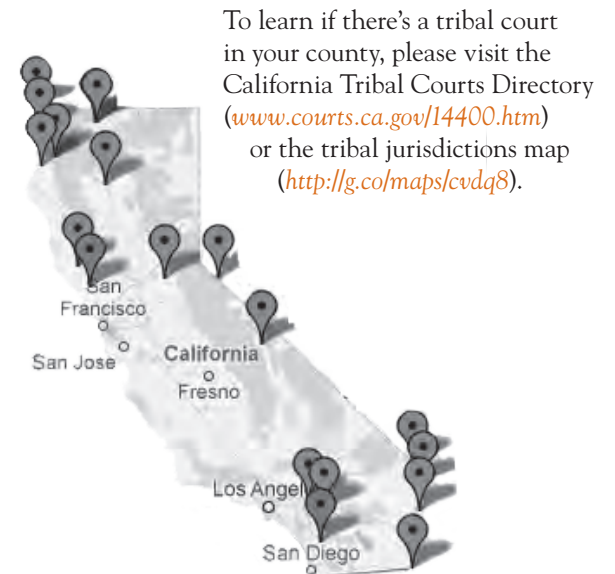 To learn if there's a tribal court
in your county, please visit the
California Tribal Courts Directory
(www.courts.ca.gov/14400.htm)
or the tribal jurisdictions map
(http://g.co/maps/cvdq8).
San
Francisco
San Jose
California
Fresno
Los Angel
San Diego